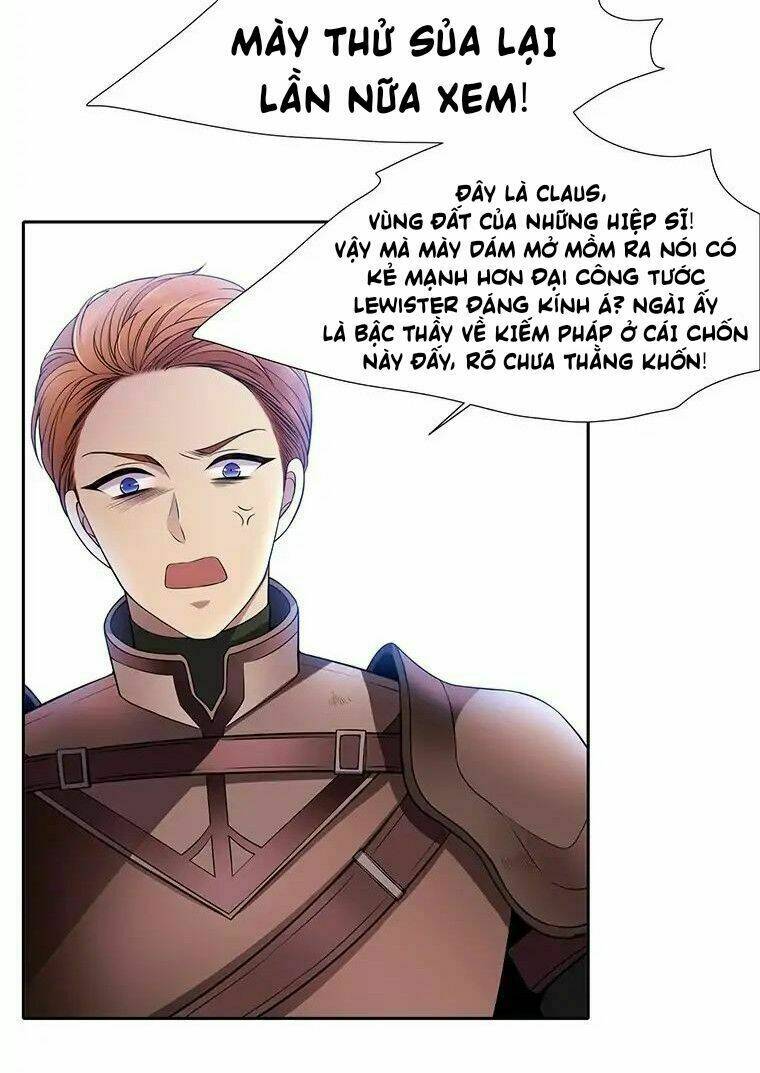 MÀY THỬ SỦA LẠI
LẦN NỮA XEM!
ĐÂY LÀ CLAUS,
VÙNG ĐẤT CỦA NHỮNG HIỆP SĨ!
VẬY MÀ MÀY DÁM MỞ MỒM RA NÓI CÓ
KẺ MẠNH HƠN ĐẠI CÔNG TƯỚC
LEWISTER ĐÁNG KÍNH Á? NGÀI ẤY
LÀ BẬC THẦY VỀ KIẾM PHÁP Ở CÁI CHỐN
NÀY ĐẤY, RÕ CHƯA THẰNG KHỐN!